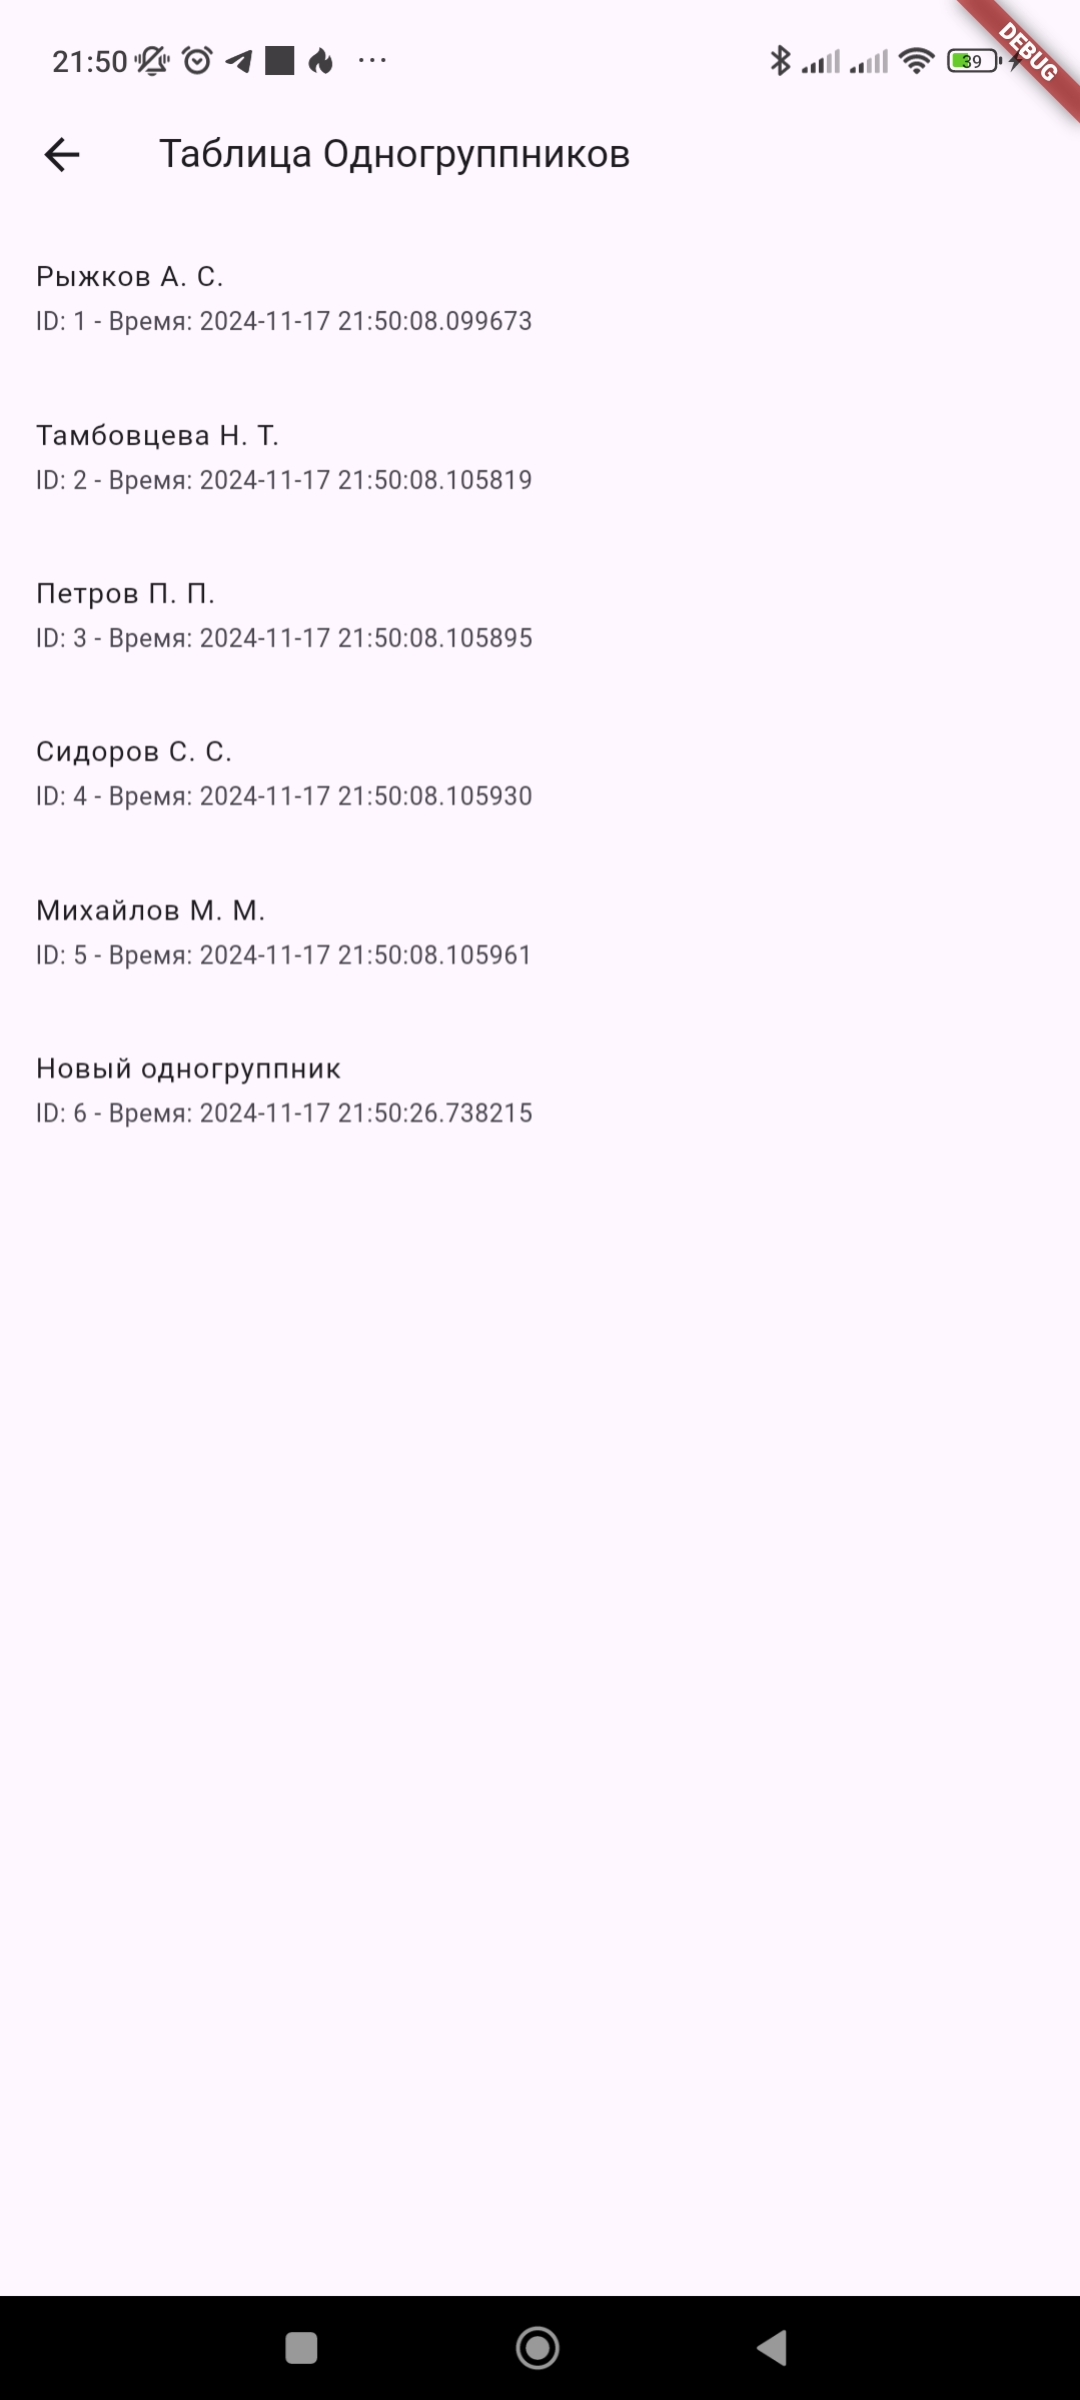 21:50
39
DEBUG
Таблица Одногруппников
Рыжков А. С.
ID: 1 - Время: 2024-11-17 21:50:08.099673
Тамбовцева Н. Т.
ID: 2 - Время: 2024-11-17 21:50:08.105819
Петров П. П.
ID: 3 - Время: 2024-11-17 21:50:08.105895
Сидоров С. С.
ID: 4 - Время: 2024-11-17 21:50:08.105930
Михайлов М. М.
ID: 5 - Время: 2024-11-17 21:50:08.105961
Новый одногруппник
ID: 6 - Время: 2024-11-17 21:50:26.738215